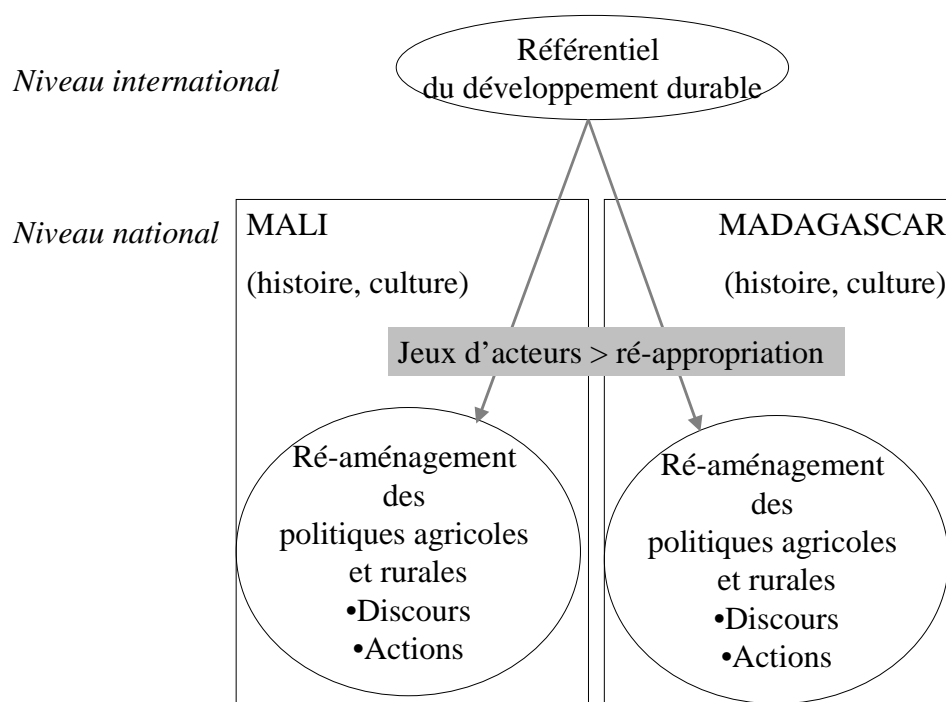 Référentiel
du développement durable
Niveau international
Niveau national
MALI
(histoire, culture)
MADAGASCAR
(histoire, culture)
Jeux d’acteurs > ré-appropriation
Ré-aménagement
des
politiques agricoles
et rurales
•Discours
•Actions
Ré-aménagement
des
politiques agricoles
et rurales
•Discours
•Actions